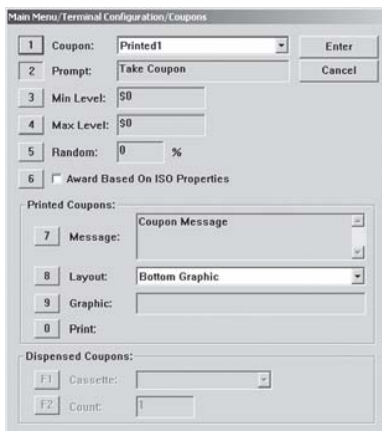 Main Menu/Terminal Configuration/Coupons
1 Coupon: Printed1 Enter
2 Prompt: Take Coupon Cancel
3 Min Level: $0
4 Max Level: $0
5 Random: 0 %
6 Award Based On ISO Properties
Printed Coupons:
7 Message: Coupon Message
8 Layout: Bottom Graphic
9 Graphic:
0 Print:
Dispensed Coupons:
F1 Cassette:
F2 Count: 1